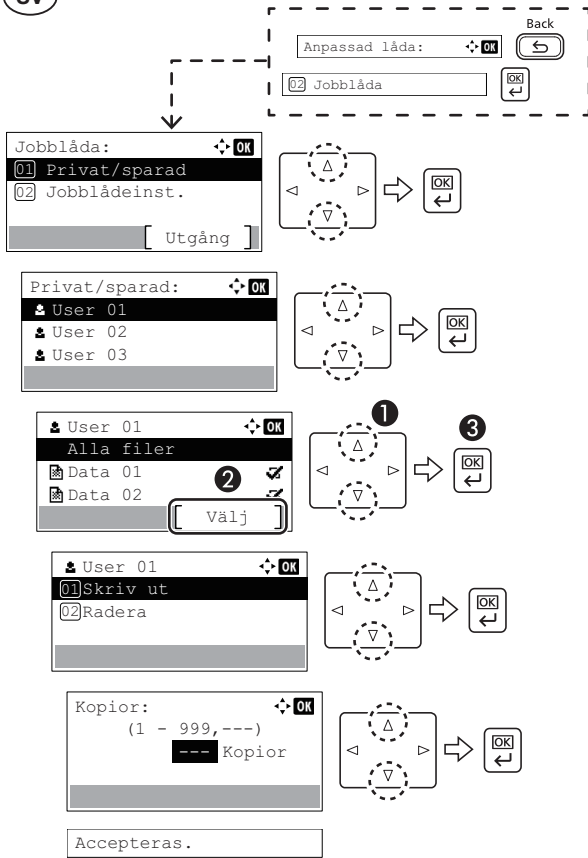 SV
Back
Anpassad låda: OK
02 Jobblåda OK
Jobblåda: OK
01 Privat/sparad
02 Jobblådeinst.
[ Utgång ]
OK
Privat/sparad: OK
User 01
User 02
User 03
OK
User 01 OK
Alla filer
Data 01
Data 02
[ Välj ]
2
1
3
OK
User 01 OK
01 Skriv ut
02 Radera
OK
Kopior: OK
(1 - 999,---)
--- Kopior
OK
Accepteras.